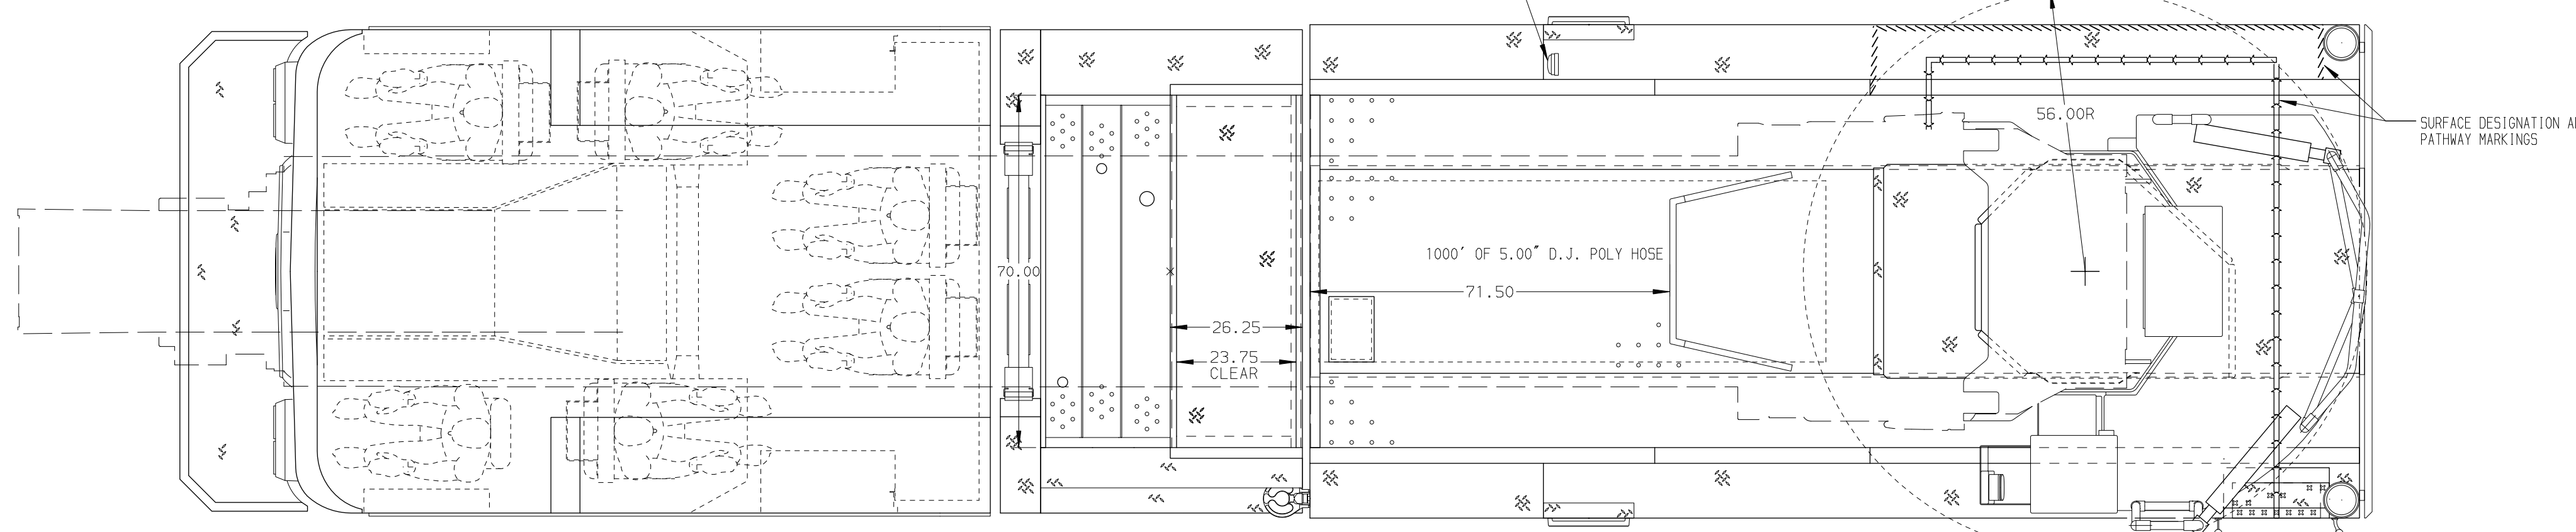 56.00R
SURFACE DESIGNATION
PATHWAY MARKINGS
1000' OF 5.00" D.J. POLY HOSE
70.00
71.50
26.25
23.75
CLEAR